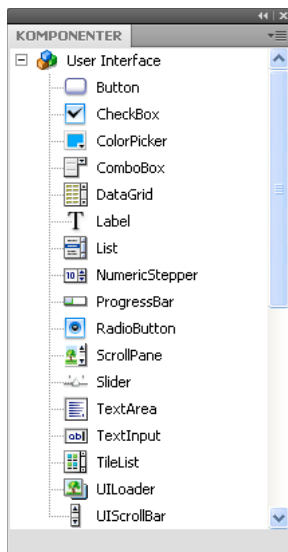 KOMPONENTER
User Interface
Button
CheckBox
ColorPicker
ComboBox
DataGrid
Label
List
NumericStepper
ProgressBar
RadioButton
ScrollPane
Slider
TextArea
TextInput
TileList
UILoader
UIScrollBar